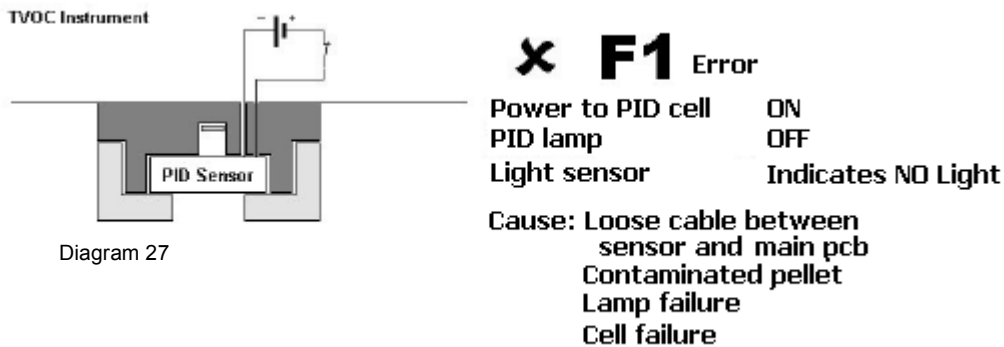 TVOC Instrument
- +
PID Sensor
Diagram 27
✗ F1 Error
Power to PID cell ON
PID lamp OFF
Light sensor Indicates NO Light
Cause: Loose cable between
sensor and main pcb
Contaminated pellet
Lamp failure
Cell failure